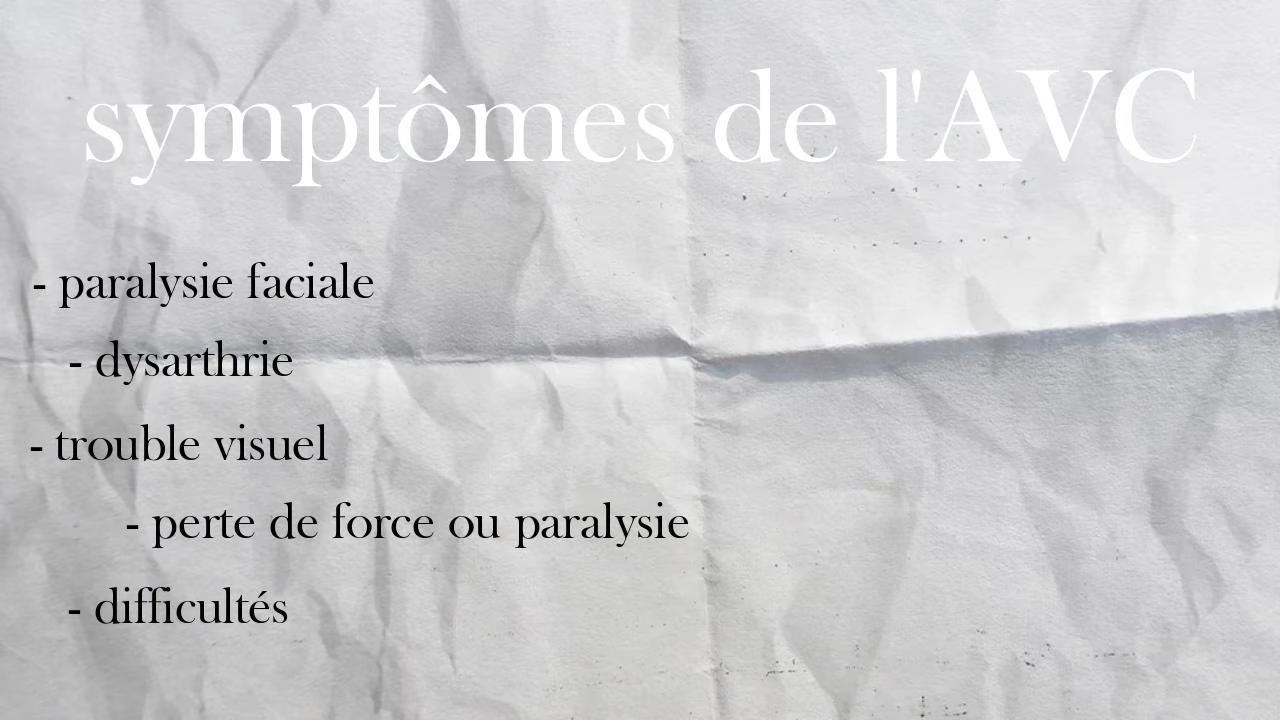 symptômes de l'AVC
- paralysie faciale
- dysarthrie
- trouble visuel
- perte de force ou paralysie
- difficultés